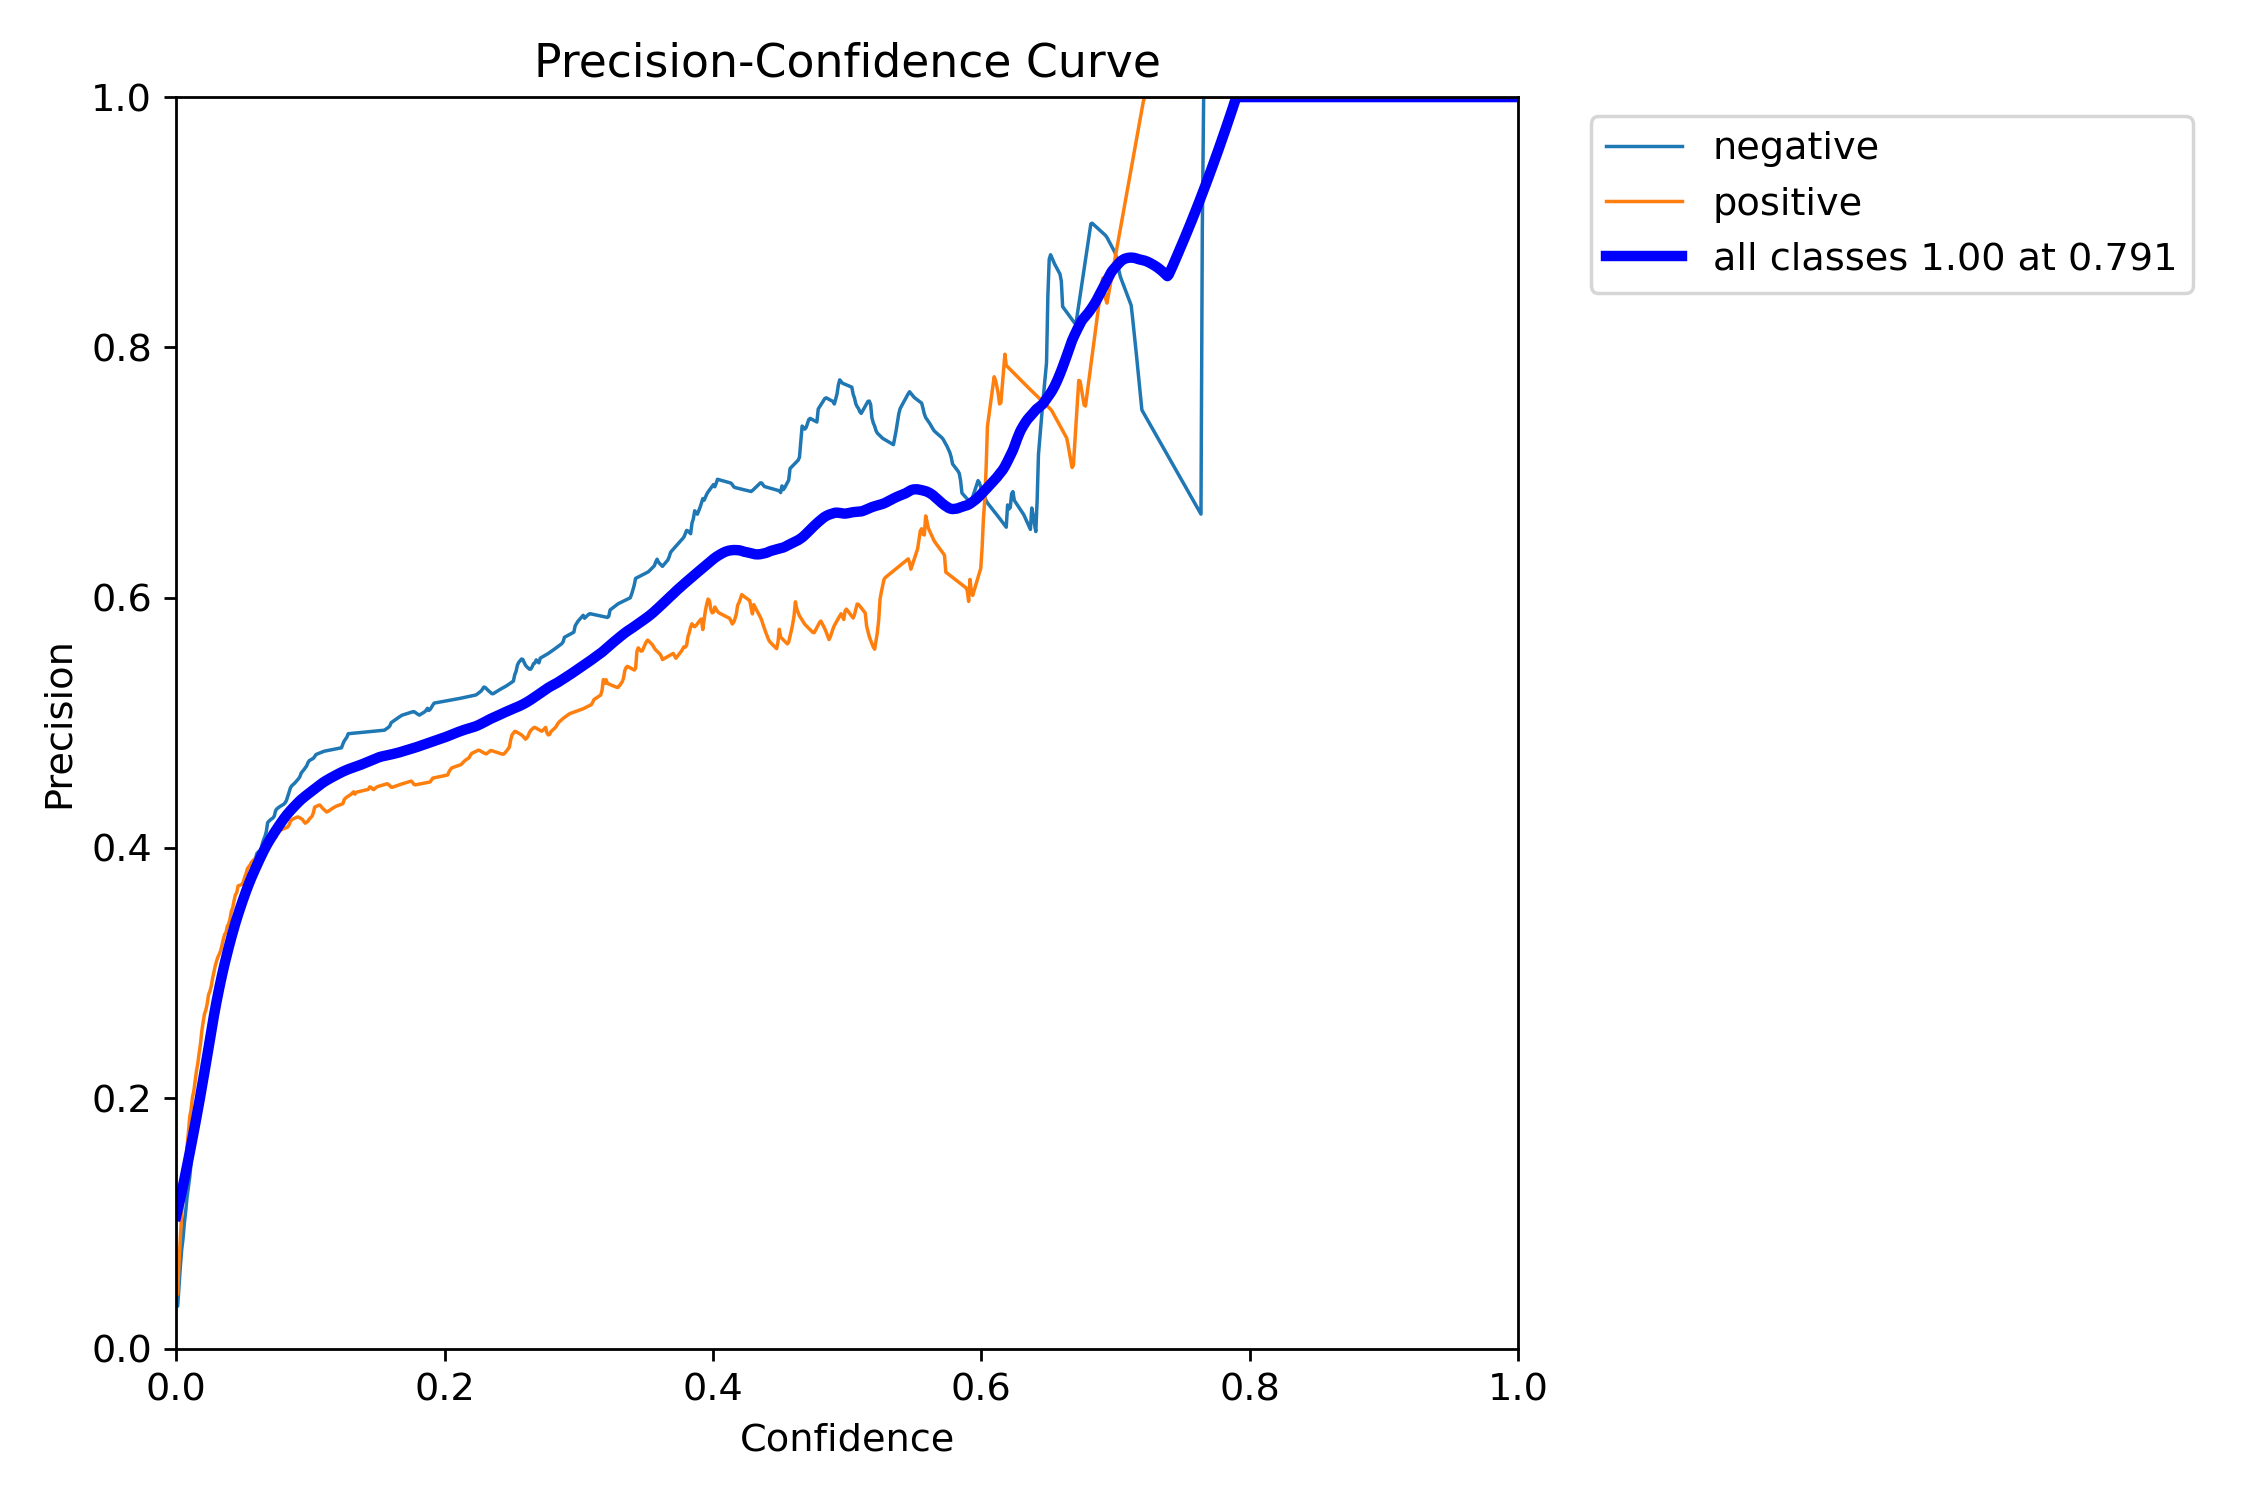 Precision-Confidence Curve
1.0
0.8
0.6
0.4
0.2
0.0
Precision
0.0 0.2 0.4 0.6 0.8 1.0
Confidence
negative
positive
all classes 1.00 at 0.791